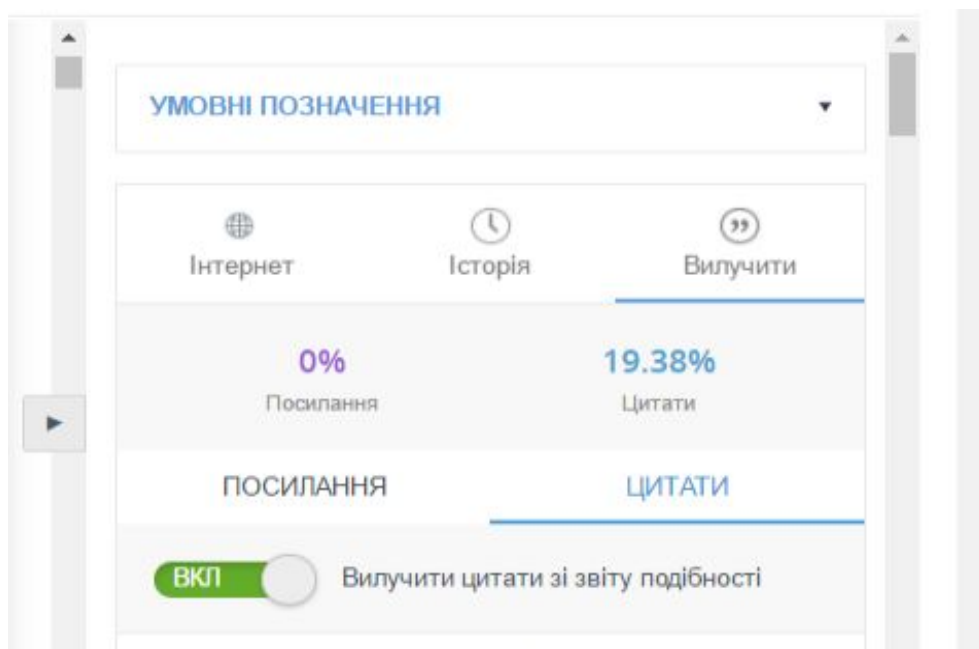 УМОВНІ ПОЗНАЧЕННЯ
Інтернет Історія Вилучити
0% 19.38%
Посилання Цитати
ПОСИЛАННЯ ЦИТАТИ
ВКЛ Вилучити цитати зі звіту подібності